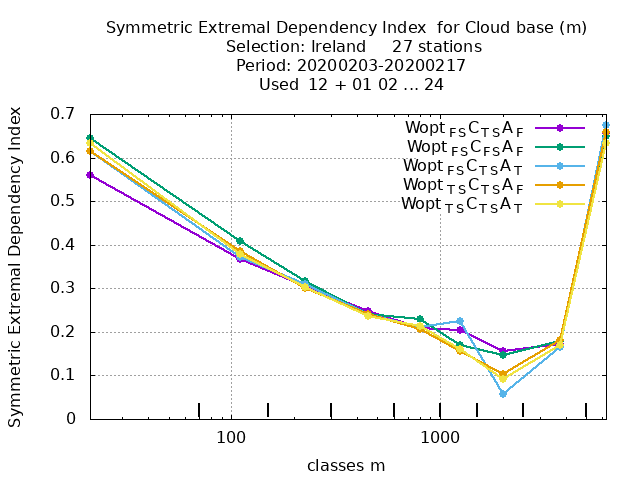 Symmetric Extremal Dependency Index  for Cloud base (m)
Selection: Ireland     27 stations
Period: 20200203-20200217
Used  12 + 01 02 ... 24
Symmetric Extremal Dependency Index
0.7
0.6
0.5
0.4
0.3
0.2
0.1
0
Wopt FS C TS A F
Wopt FS C FS A F
Wopt FS C TS A T
Wopt TS C TS A F
Wopt TS C TS A T
100
1000
classes m